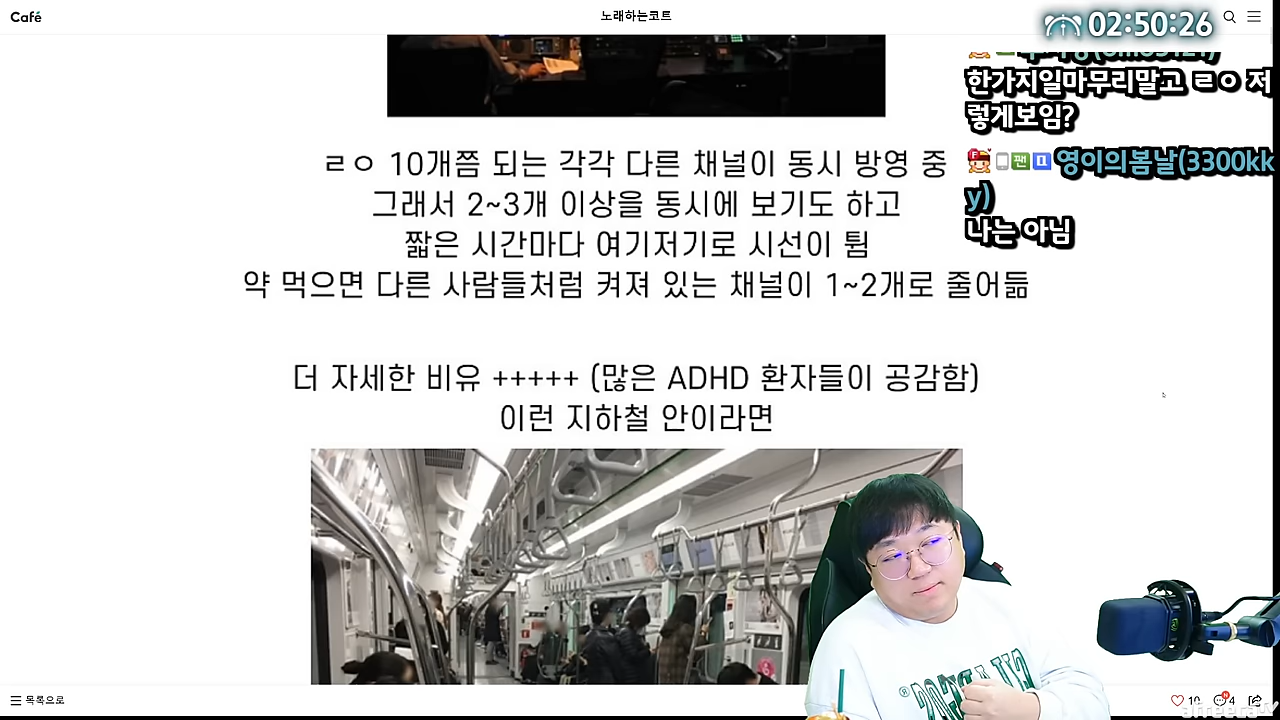 Café
노래하는코트
02:50:26
한가지일마무리말고 ㄹㅇ 저
렇게보임?
팬
영이의봄날(3300kk
y)
나는 아님
ㄹㅇ 10개쯤 되는 각각 다른 채널이 동시 방영 중
그래서 2~3개 이상을 동시에 보기도 하고
짧은 시간마다 여기저기로 시선이 튐
약 먹으면 다른 사람들처럼 켜져 있는 채널이 1~2개로 줄어듦
더 자세한 비유 +++++ (많은 ADHD 환자들이 공감함)
이런 지하철 안이라면
목록으로
10
4
afreecaTV